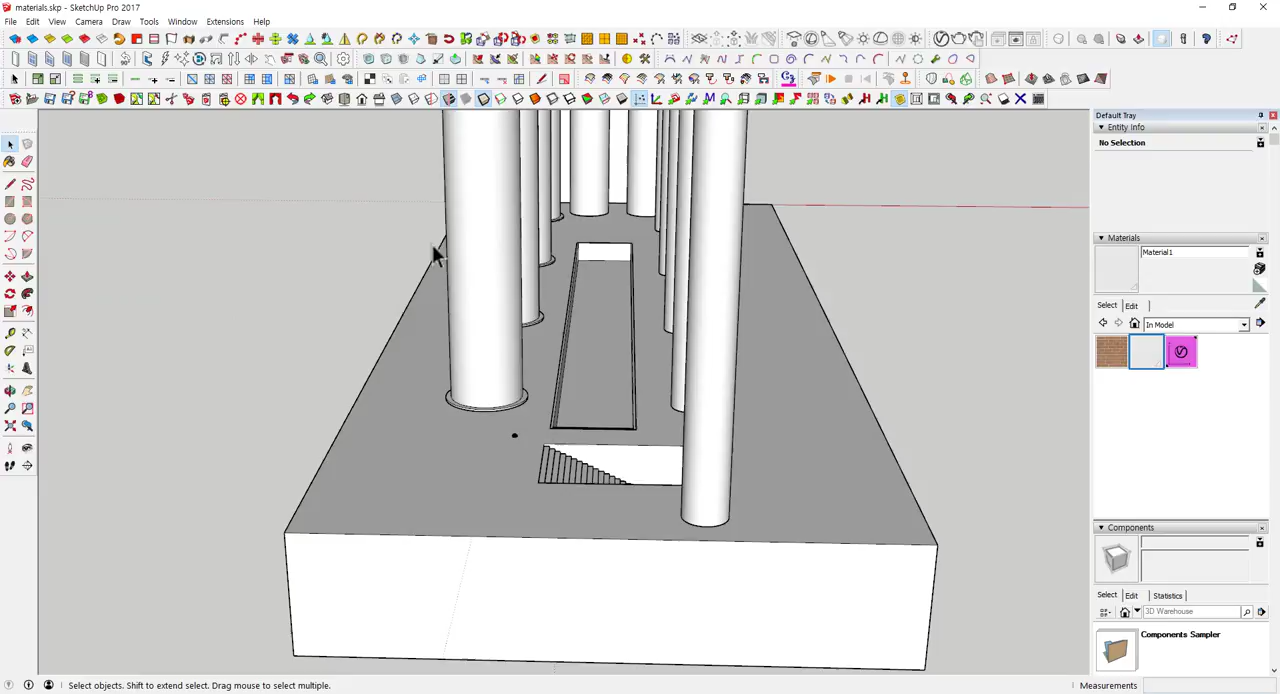 materials.skp - SketchUp Pro 2017
File Edit View Camera Draw Tools Window Extensions Help
Default Tray
Entity Info
No Selection
Materials
Material1
Select Edit
In Model
Components
Select Edit Statistics
3D Warehouse
Components Sampler
Select objects. Shift to extend select. Drag mouse to select multiple.
Measurements